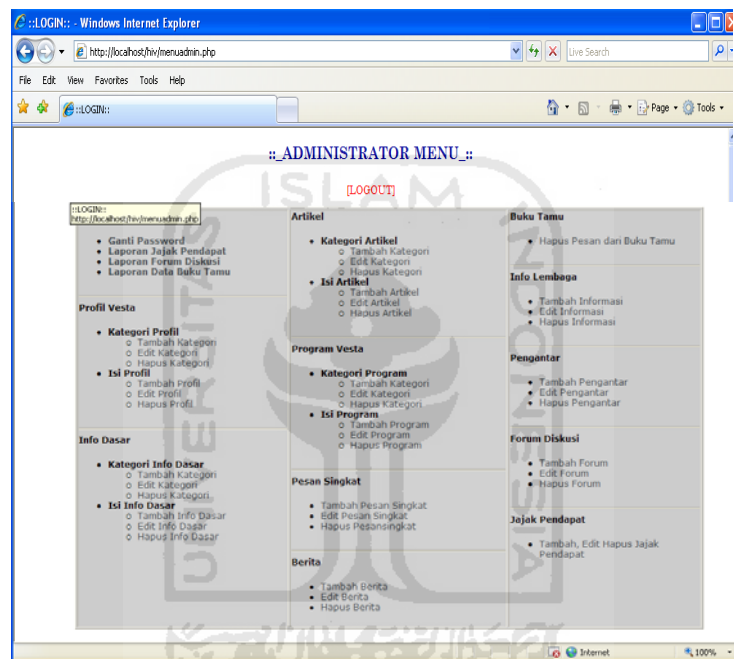 ::LOGIN:: - Windows Internet Explorer
http://localhost/hiv/menuadmin.php
Live Search
File Edit View Favorites Tools Help
::LOGIN::
Page Tools
::_ADMINISTRATOR MENU_::
[LOGOUT]
::LOGIN::
http://localhost/hiv/menuadmin.php
Ganti Password
Laporan Jajak Pendapat
Laporan Forum Diskusi
Laporan Data Buku Tamu
Profil Vesta
Kategori Profil
Tambah Kategori
Edit Kategori
Hapus Kategori
Isi Profil
Tambah Profil
Edit Profil
Hapus Profil
Info Dasar
Kategori Info Dasar
Tambah Kategori
Edit Kategori
Hapus Kategori
Isi Info Dasar
Tambah Info Dasar
Edit Info Dasar
Hapus Info Dasar
Artikel
Kategori Artikel
Tambah Kategori
Edit Kategori
Hapus Kategori
Isi Artikel
Tambah Artikel
Edit Artikel
Hapus Artikel
Program Vesta
Kategori Program
Tambah Kategori
Edit Kategori
Hapus Kategori
Isi Program
Tambah Program
Edit Program
Hapus Program
Pesan Singkat
Tambah Pesan Singkat
Edit Pesan Singkat
Hapus Pesansingkat
Berita
Tambah Berita
Edit Berita
Hapus Berita
Buku Tamu
Hapus Pesan dari Buku Tamu
Info Lembaga
Tambah Informasi
Edit Informasi
Hapus Informasi
Pengantar
Tambah Pengantar
Edit Pengantar
Hapus Pengantar
Forum Diskusi
Tambah Forum
Edit Forum
Hapus Forum
Jajak Pendapat
Tambah, Edit Hapus Jajak
Pendapat
UNIVERSITAS
ISLAM
INDONESIA
Internet
100%